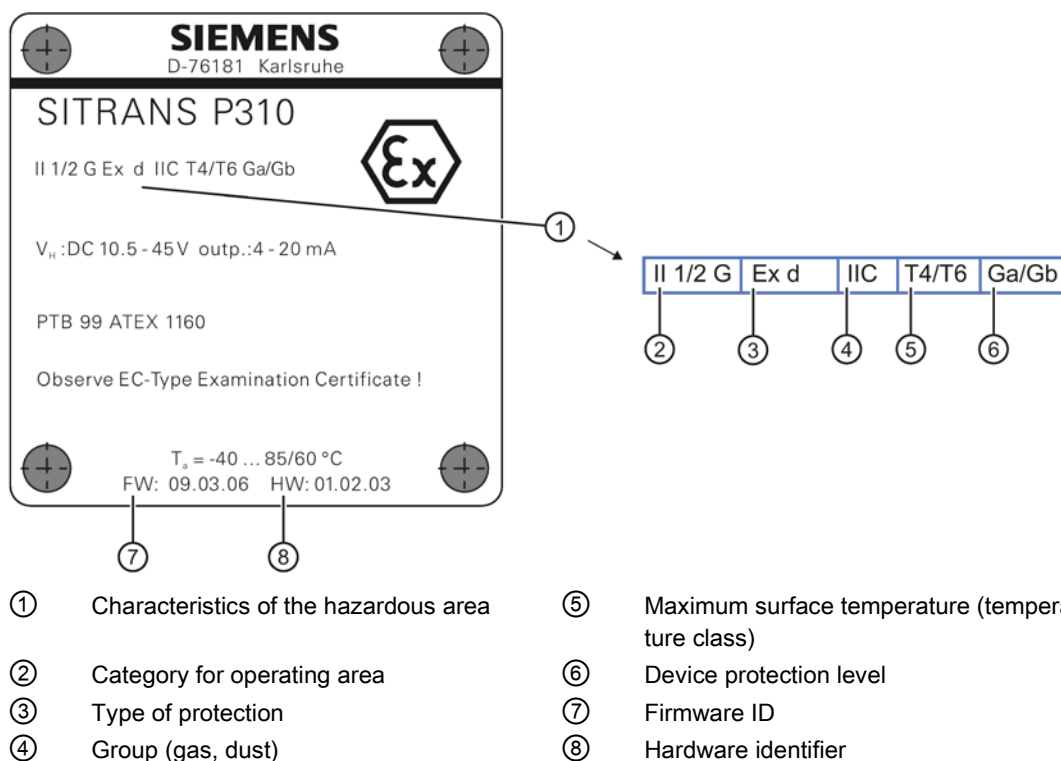 SIEMENS
D-76181 Karlsruhe
SITRANS P310
Ex
II 1/2 G Ex d IIC T4/T6 Ga/Gb
①
V_H :DC 10.5 - 45V outp.:4 - 20 mA
II 1/2 G Ex d IIC T4/T6 Ga/Gb
PTB 99 ATEX 1160
② ③ ④ ⑤ ⑥
Observe EC-Type Examination Certificate !
T_a = -40 ... 85/60 °C
FW: 09.03.06 HW: 01.02.03
⑦ ⑧
① Characteristics of the hazardous area
② Category for operating area
③ Type of protection
④ Group (gas, dust)
⑤ Maximum surface temperature (tempera
ture class)
⑥ Device protection level
⑦ Firmware ID
⑧ Hardware identifier